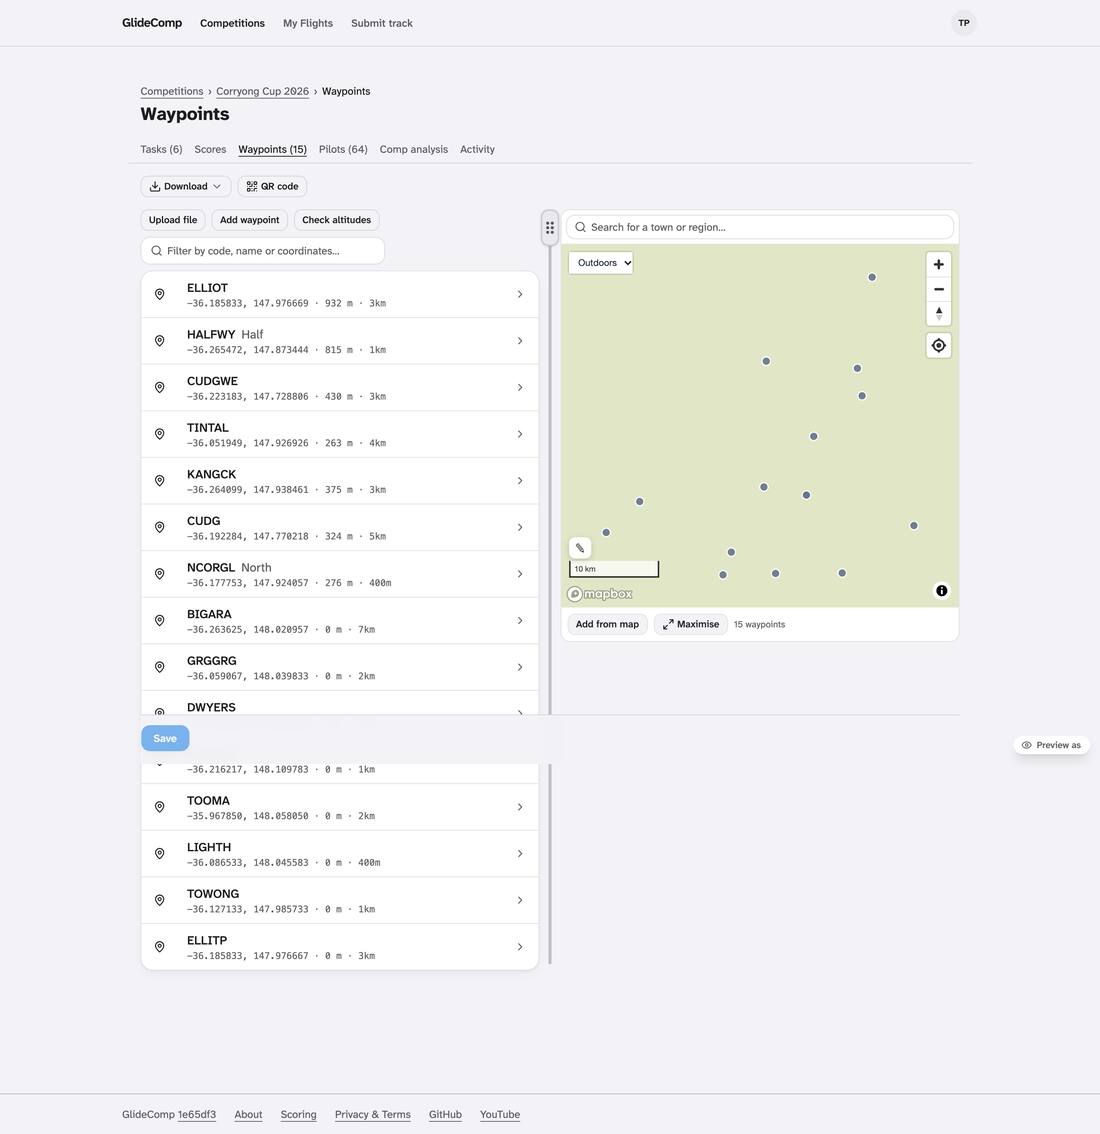 GlideComp Competitions My Flights Submit track TP
Competitions › Corryong Cup 2026 › Waypoints
Waypoints
Tasks (6) Scores Waypoints (15) Pilots (64) Comp analysis Activity
Download QR code
Upload file Add waypoint Check altitudes
Filter by code, name or coordinates...
ELLIOT
−36.185833, 147.976669 · 932 m · 3km
HALFWY Half
−36.265472, 147.873444 · 815 m · 1km
CUDGWE
−36.223183, 147.728806 · 430 m · 3km
TINTAL
−36.051949, 147.926926 · 263 m · 4km
KANGCK
−36.264099, 147.938461 · 375 m · 3km
CUDG
−36.192284, 147.770218 · 324 m · 5km
NCORGL North
−36.177753, 147.924057 · 276 m · 400m
BIGARA
−36.263625, 148.020957 · 0 m · 7km
GRGGRG
−36.059067, 148.039833 · 0 m · 2km
DWYERS
Save
−36.216217, 148.109783 · 0 m · 1km
TOOMA
−35.967850, 148.058050 · 0 m · 2km
LIGHTH
−36.086533, 148.045583 · 0 m · 400m
TOWONG
−36.127133, 147.985733 · 0 m · 1km
ELLITP
−36.185833, 147.976667 · 0 m · 3km
Search for a town or region...
Outdoors
10 km
mapbox
Add from map Maximise 15 waypoints
Preview as
GlideComp 1e65df3 About Scoring Privacy & Terms GitHub YouTube